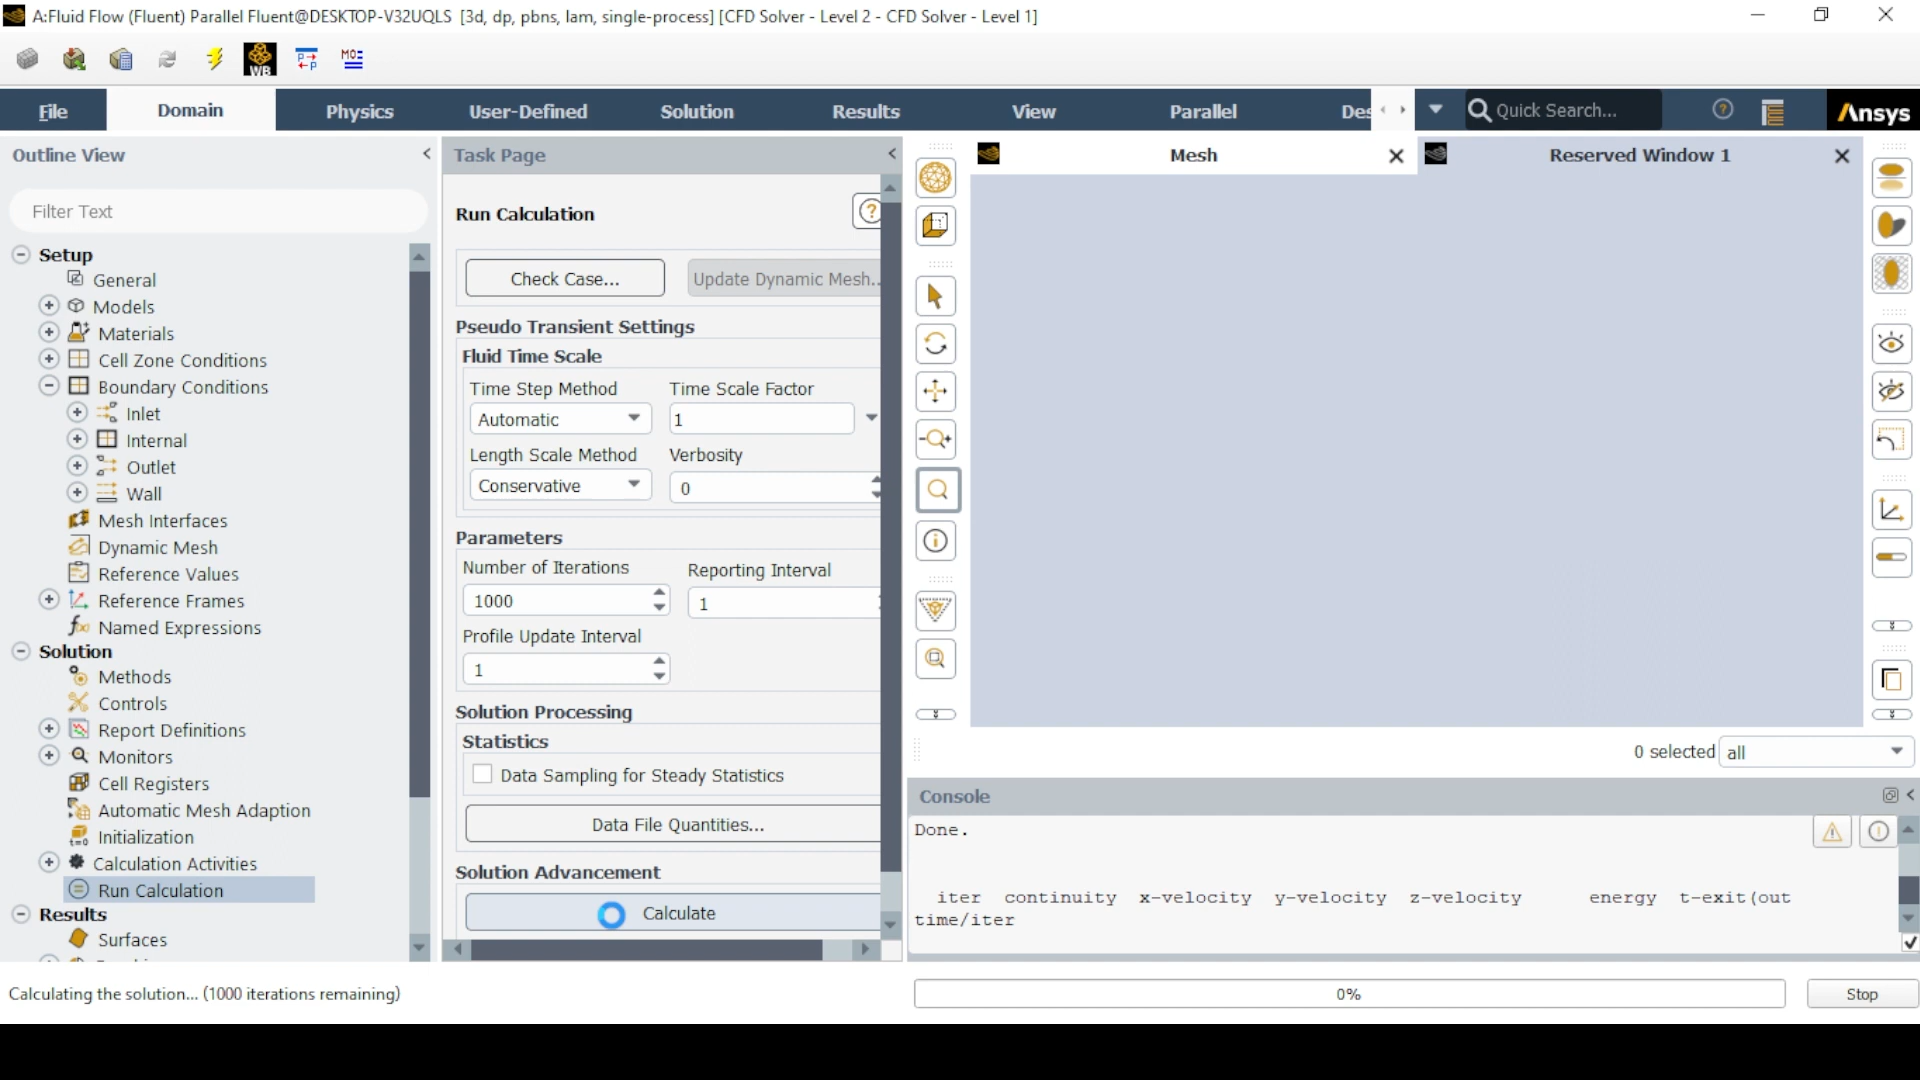 A:Fluid Flow (Fluent) Parallel Fluent@DESKTOP-V32UQLS [3d, dp, pbns, lam, single-process] [CFD Solver - Level 2 - CFD Solver - Level 1]
WB
File
Domain
Physics
User-Defined
Solution
Results
View
Parallel
Des
Quick Search...
Ansys
Outline View
Filter Text
Setup
General
Models
Materials
Cell Zone Conditions
Boundary Conditions
Inlet
Internal
Outlet
Wall
Mesh Interfaces
Dynamic Mesh
Reference Values
Reference Frames
Named Expressions
Solution
Methods
Controls
Report Definitions
Monitors
Cell Registers
Automatic Mesh Adaption
Initialization
Calculation Activities
Run Calculation
Results
Surfaces
Task Page
Run Calculation
Check Case...
Update Dynamic Mesh..
Pseudo Transient Settings
Fluid Time Scale
Time Step Method
Time Scale Factor
Automatic
1
Length Scale Method
Verbosity
Conservative
0
Parameters
Number of Iterations
Reporting Interval
1000
1
Profile Update Interval
1
Solution Processing
Statistics
Data Sampling for Steady Statistics
Data File Quantities...
Solution Advancement
Calculate
Mesh
Reserved Window 1
0 selected
all
Console
Done.
iter continuity x-velocity y-velocity z-velocity energy t-exit(out
time/iter
Calculating the solution... (1000 iterations remaining)
0%
Stop